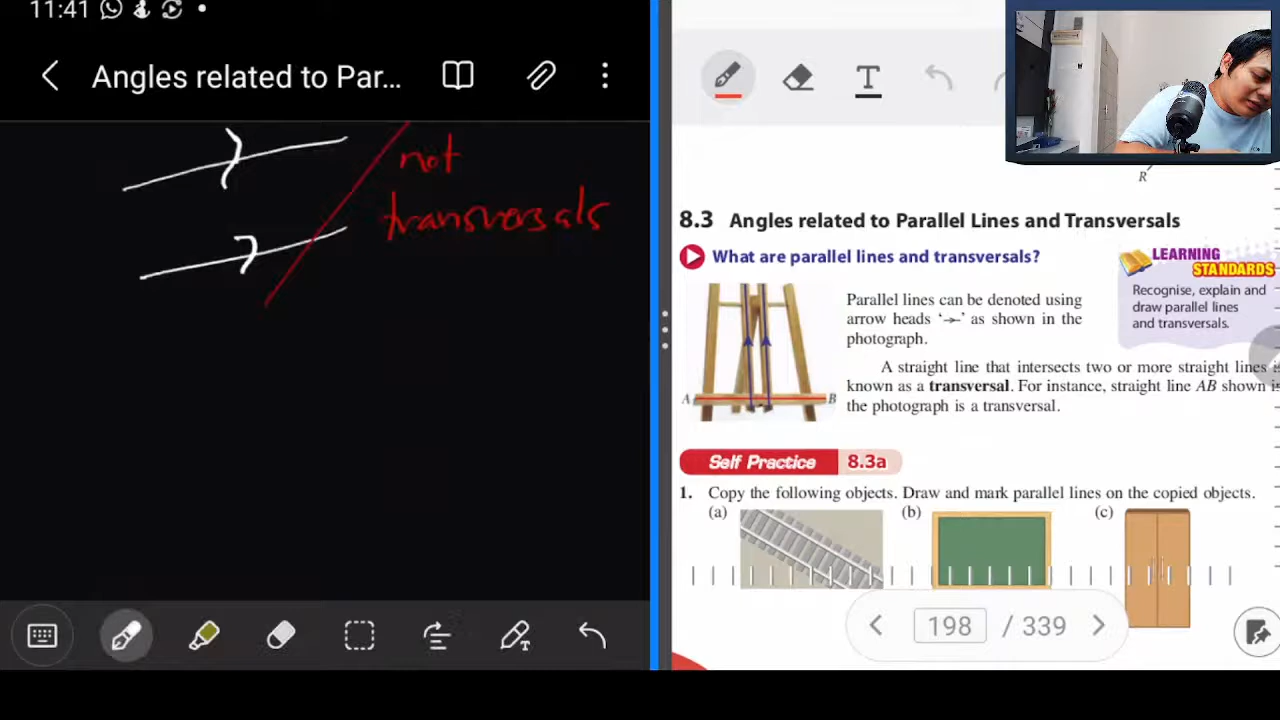 11:41
Angles related to Par...
not
transversals
T
R
8.3 Angles related to Parallel Lines and Transversals
What are parallel lines and transversals?
LEARNING
STANDARDS
Recognise, explain and
draw parallel lines
and transversals.
Parallel lines can be denoted using
arrow heads ‘→’ as shown in the
photograph.
A straight line that intersects two or more straight lines is
known as a transversal. For instance, straight line AB shown
the photograph is a transversal.
A B
Self Practice 8.3a
1. Copy the following objects. Draw and mark parallel lines on the copied objects.
(a) (b) (c)
198 / 339